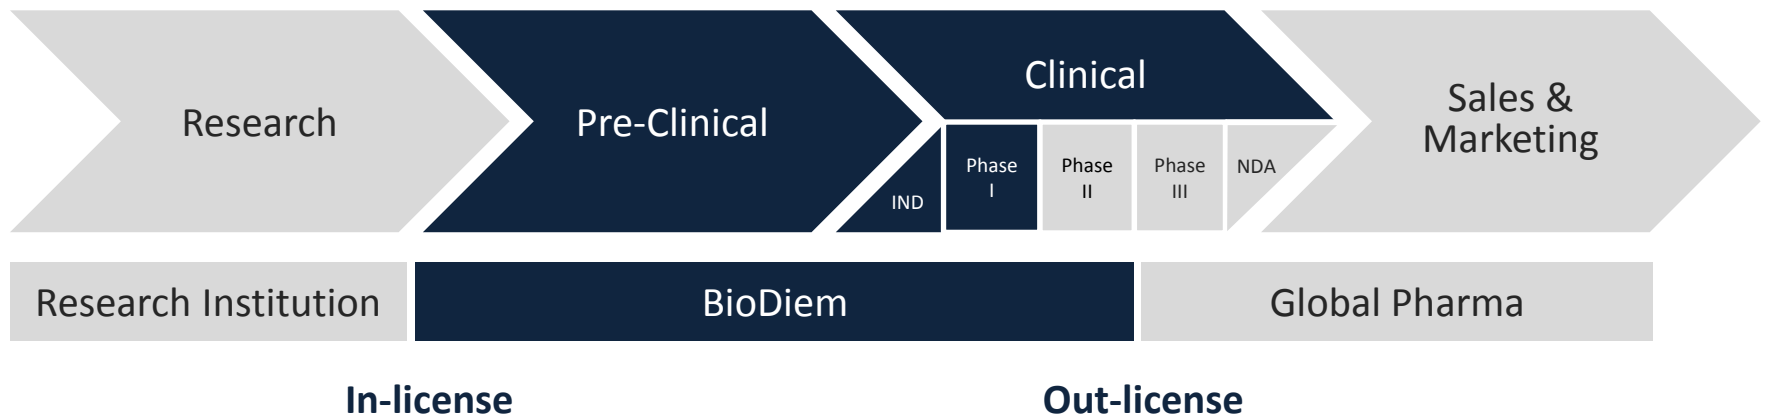 Research
Pre-Clinical
Clinical
IND
Phase
I
Phase
II
Phase
III
NDA
Sales &
Marketing
Research Institution
BioDiem
Global Pharma
In-license
Out-license